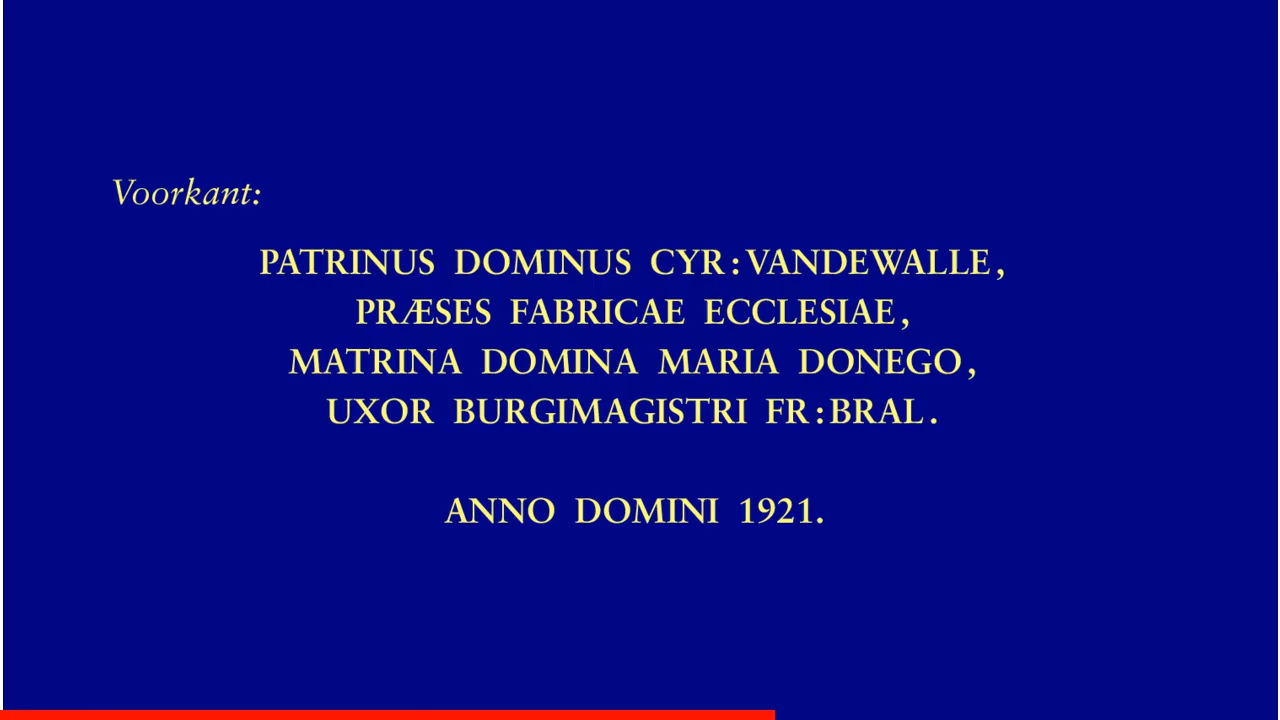 Voorkant:
PATRINUS DOMINUS CYR:VANDEWALLE,
PRÆSES FABRICAE ECCLESIAE,
MATRINA DOMINA MARIA DONEGO,
UXOR BURGIMAGISTRI FR:BRAL.
ANNO DOMINI 1921.